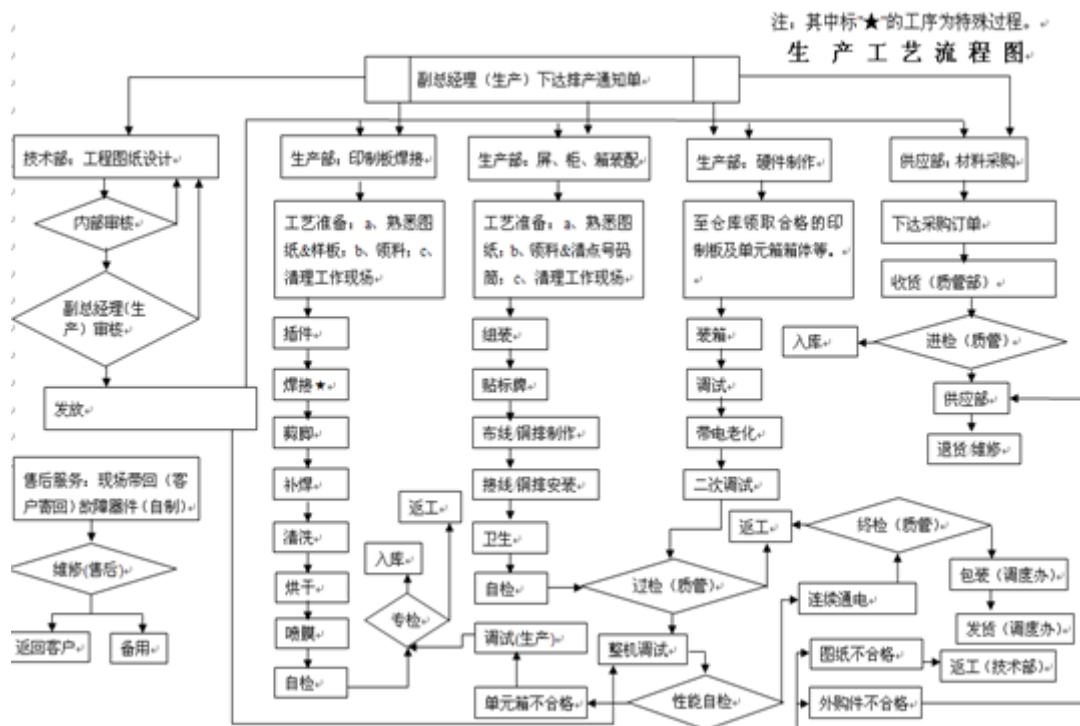 注：其中标“★”的工序为特殊过程。
生 产 工 艺 流 程 图
副总经理（生产）下达排产通知单
技术部：工程图纸设计
内部审核
副总经理(生
产）审核
发放
售后服务：现场带回（客
户寄回）故障器件（自制）
维修(售后)
返回客户
备用
生产部：印制板焊接
工艺准备：a、熟悉图
纸&样板；b、领料；c、
清理工作现场
插件
焊接★
剪脚
补焊
清洗
烘干
喷膜
自检
专检
入库
返工
生产部：屏、柜、箱装配
工艺准备：a、熟悉图
纸；b、领料&清点号码
筒；c、清理工作现场
组装
贴标牌
布线/铜排制作
接线/铜排安装
卫生
自检
调试(生产)
单元箱不合格
生产部：硬件制作
至仓库领取合格的印
制板及单元箱箱体等。
装箱
调试
带电老化
二次调试
过检（质管）
返工
整机调试
性能自检
供应部：材料采购
下达采购订单
收货（质管部）
进检（质管）
入库
供应部
退货/维修
终检（质管）
连续通电
包装（调度办）
发货（调度办）
图纸不合格
返工（技术部）
外购件不合格